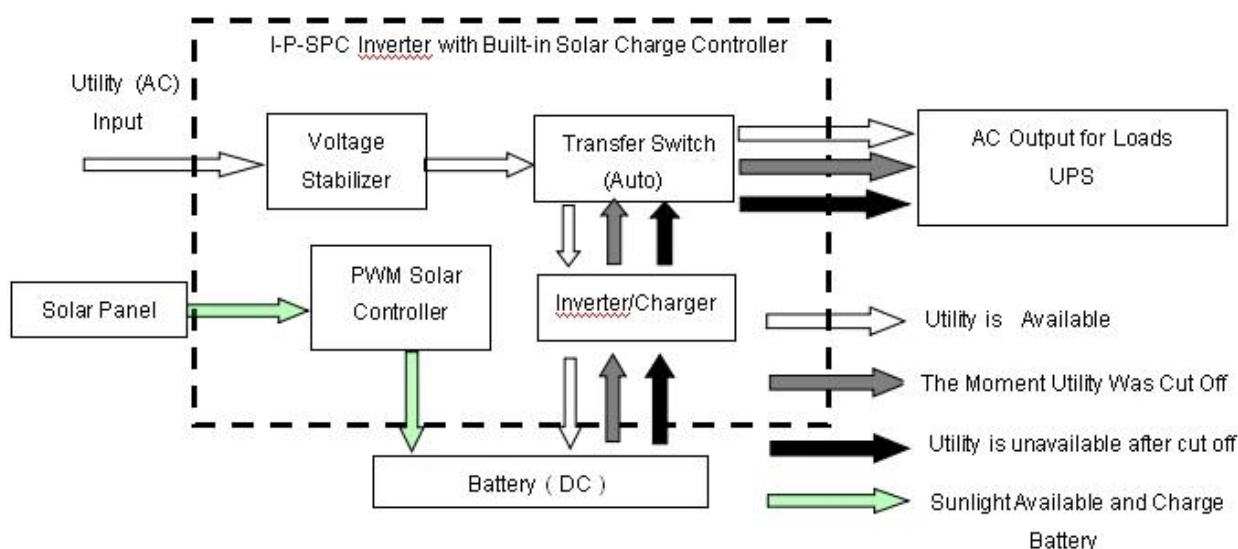 I-P-SPC Inverter with Built-in Solar Charge Controller
Utility (AC)
Input
Voltage
Stabilizer
Transfer Switch
(Auto)
AC Output for Loads
UPS
Solar Panel
PWM Solar
Controller
Inverter/Charger
Battery ( DC )
Utility is Available
The Moment Utility Was Cut Off
Utility is unavailable after cut off
Sunlight Available and Charge
Battery